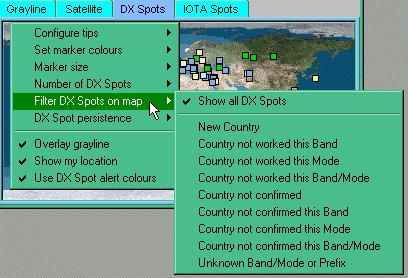 Grayline Satellite DX Spots IOTA Spots
Configure tips
Set marker colours
Marker size
Number of DX Spots
Filter DX Spots on map
DX Spot persistence
Overlay grayline
Show my location
Use DX Spot alert colours
Show all DX Spots
New Country
Country not worked this Band
Country not worked this Mode
Country not worked this Band/Mode
Country not confirmed
Country not confirmed this Band
Country not confirmed this Mode
Country not confirmed this Band/Mode
Unknown Band/Mode or Prefix